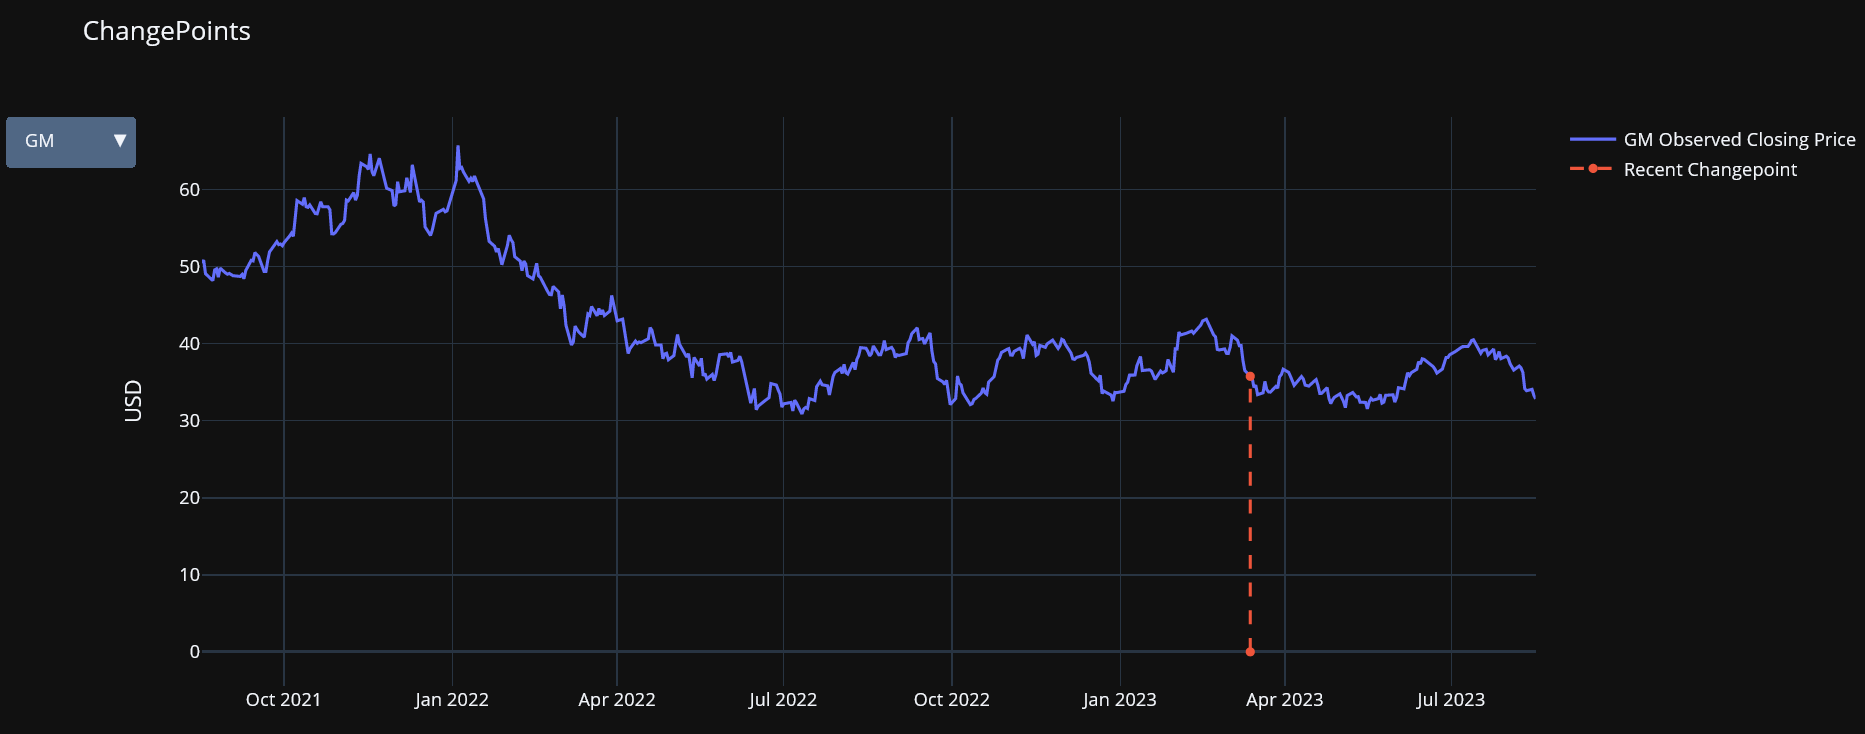 ChangePoints
GM ▼
GM Observed Closing Price
Recent Changepoint
USD
60
50
40
30
20
10
0
Oct 2021 Jan 2022 Apr 2022 Jul 2022 Oct 2022 Jan 2023 Apr 2023 Jul 2023